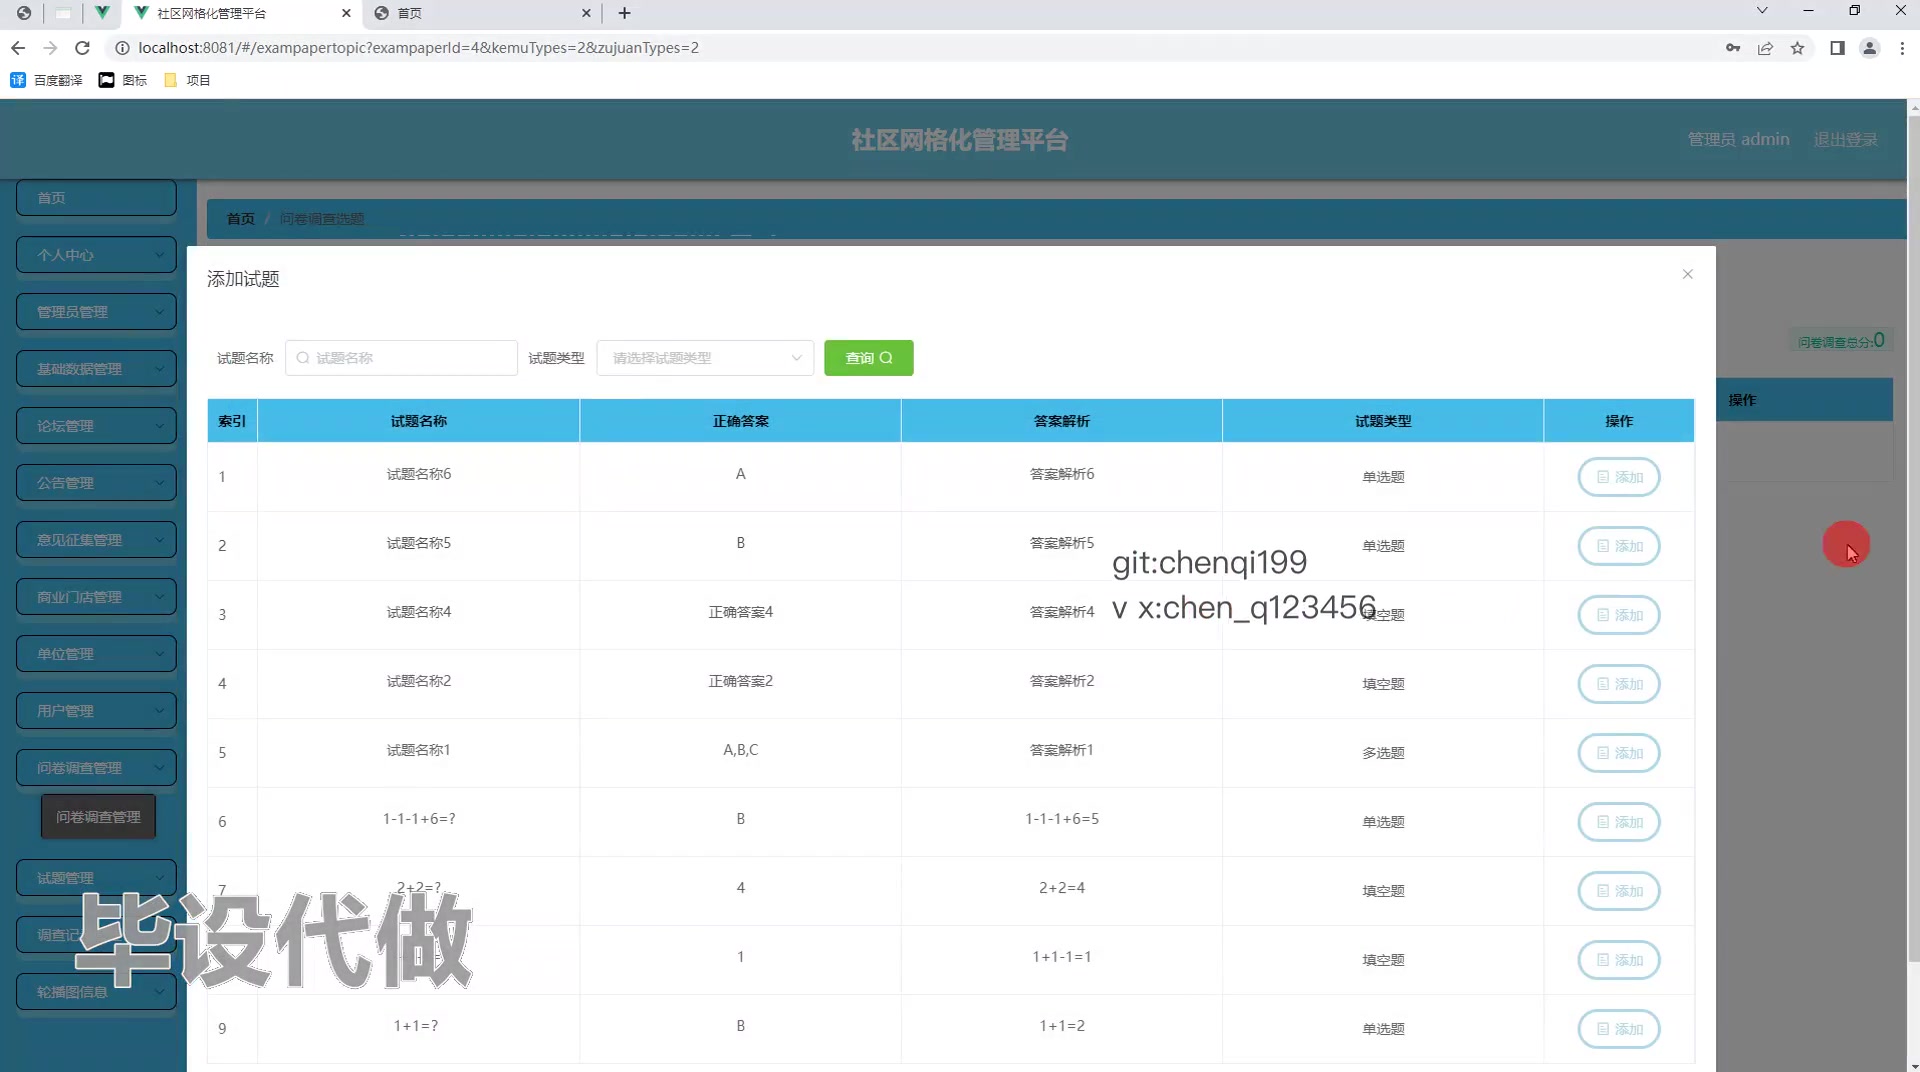 社区网格化管理平台
首页
localhost:8081/#/exampapertopic?exampaperId=4&kemuTypes=2&zujuanTypes=2
百度翻译
图标
项目
社区网格化管理平台
管理员 admin
退出登录
首页
个人中心
管理员管理
基础数据管理
论坛管理
公告管理
意见征集管理
商业门店管理
单位管理
用户管理
问卷调查管理
问卷调查管理
试题管理
调查记
轮播图信息
首页 / 问卷调查选题
问卷调查总分:0
操作
添加试题
试题名称 试题名称 试题类型 请选择试题类型 查询
索引 试题名称 正确答案 答案解析 试题类型 操作
1 试题名称6 A 答案解析6 单选题 添加
2 试题名称5 B 答案解析5 单选题 添加
3 试题名称4 正确答案4 答案解析4 填空题 添加
4 试题名称2 正确答案2 答案解析2 填空题 添加
5 试题名称1 A,B,C 答案解析1 多选题 添加
6 1-1-1+6=? B 1-1-1+6=5 单选题 添加
7 2+2=? 4 2+2=4 填空题 添加
1 1+1-1=1 填空题 添加
9 1+1=? B 1+1=2 单选题 添加
git:chenqi199
v x:chen_q123456
毕设代做